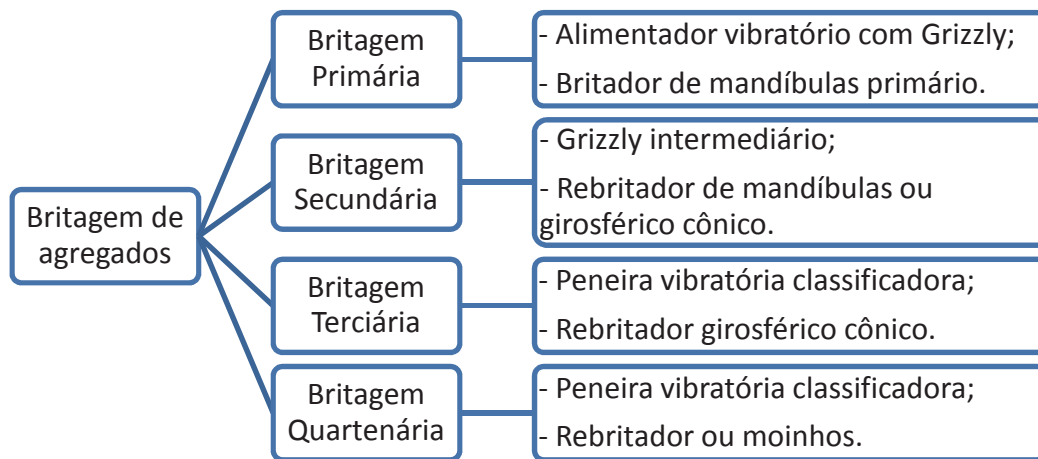 Britagem de
agregados
Britagem
Primária
- Alimentador vibratório com Grizzly;
- Britador de mandíbulas primário.
Britagem
Secundária
- Grizzly intermediário;
- Rebritador de mandíbulas ou
girosférico cônico.
Britagem
Terciária
- Peneira vibratória classificadora;
- Rebritador girosférico cônico.
Britagem
Quartenária
- Peneira vibratória classificadora;
- Rebritador ou moinhos.